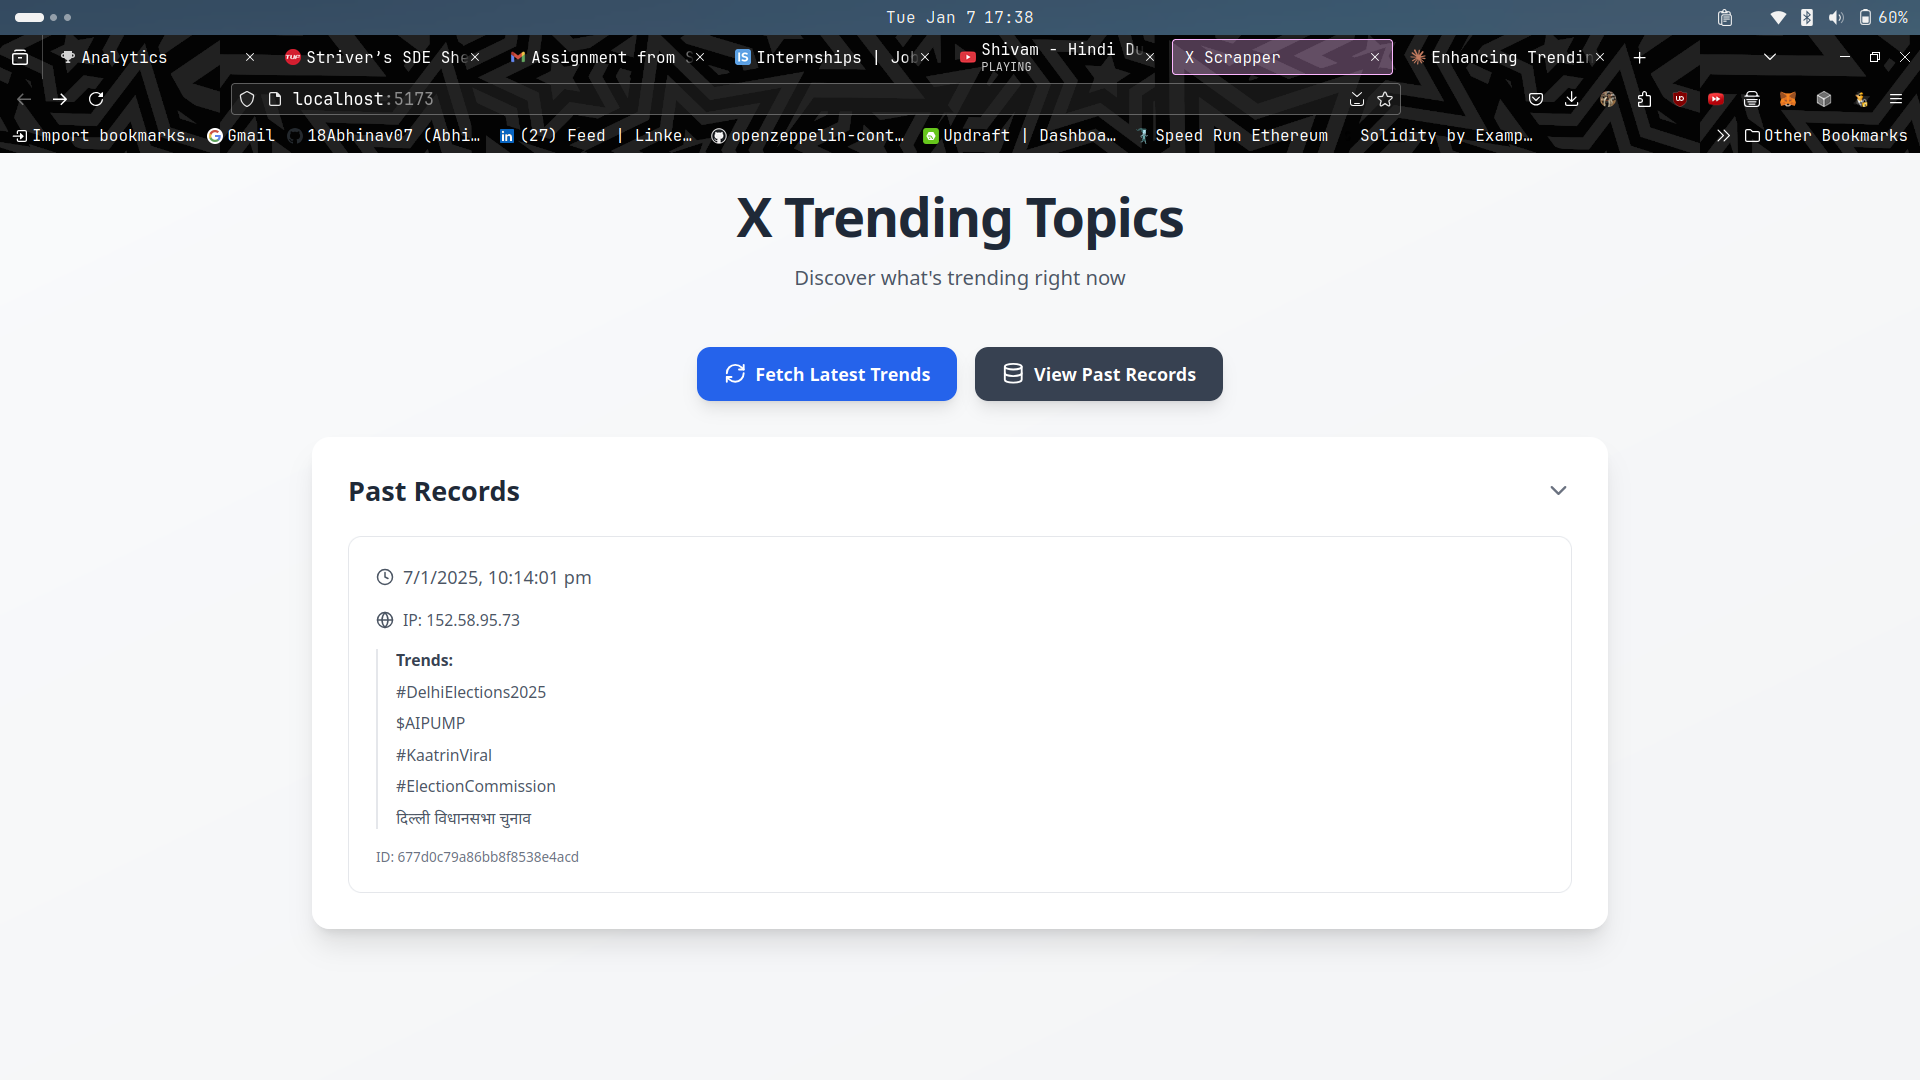 Tue Jan 7 17:38
60%
Analytics
Striver's SDE She
Assignment from S
Internships | Job
Shivam - Hindi Du
PLAYING
X Scrapper
Enhancing Trendin
localhost:5173
Import bookmarks…
Gmail
18Abhinav07 (Abhi…
(27) Feed | Linke…
openzeppelin-cont…
Updraft | Dashboa…
Speed Run Ethereum
Solidity by Examp…
Other Bookmarks
X Trending Topics
Discover what's trending right now
Fetch Latest Trends
View Past Records
Past Records
7/1/2025, 10:14:01 pm
IP: 152.58.95.73
Trends:
#DelhiElections2025
$AIPUMP
#KaatrinViral
#ElectionCommission
दिल्ली विधानसभा चुनाव
ID: 677d0c79a86bb8f8538e4acd